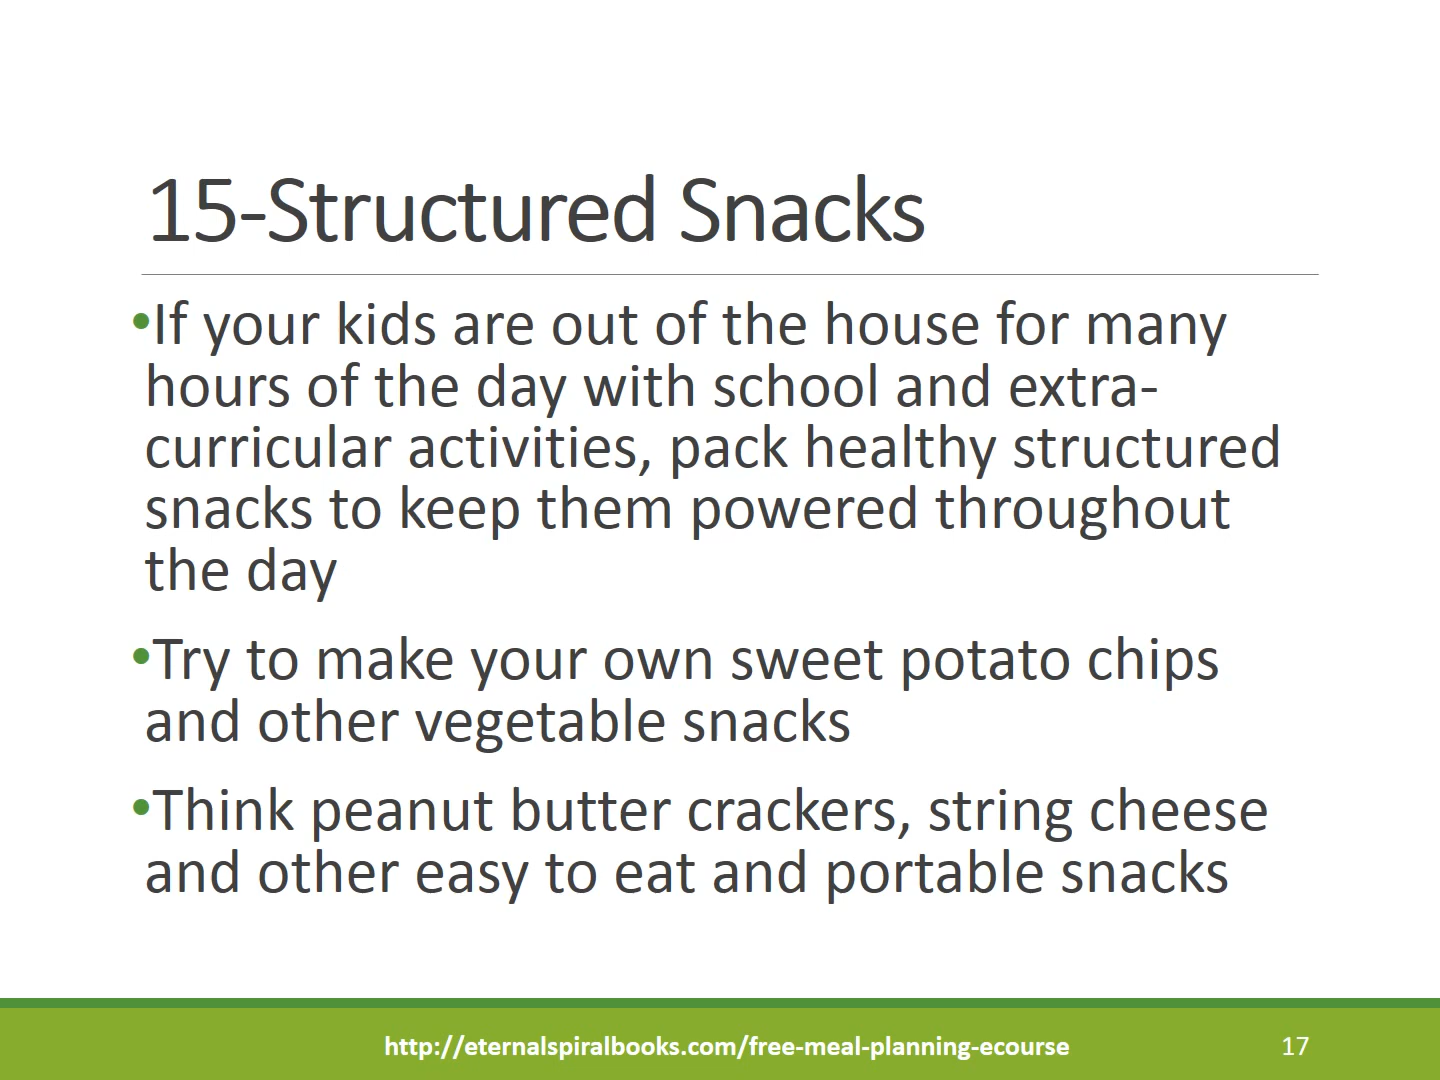 15-Structured Snacks
•If your kids are out of the house for many
hours of the day with school and extra-
curricular activities, pack healthy structured
snacks to keep them powered throughout
the day
•Try to make your own sweet potato chips
and other vegetable snacks
•Think peanut butter crackers, string cheese
and other easy to eat and portable snacks
http://eternalspiralbooks.com/free-meal-planning-ecourse
17